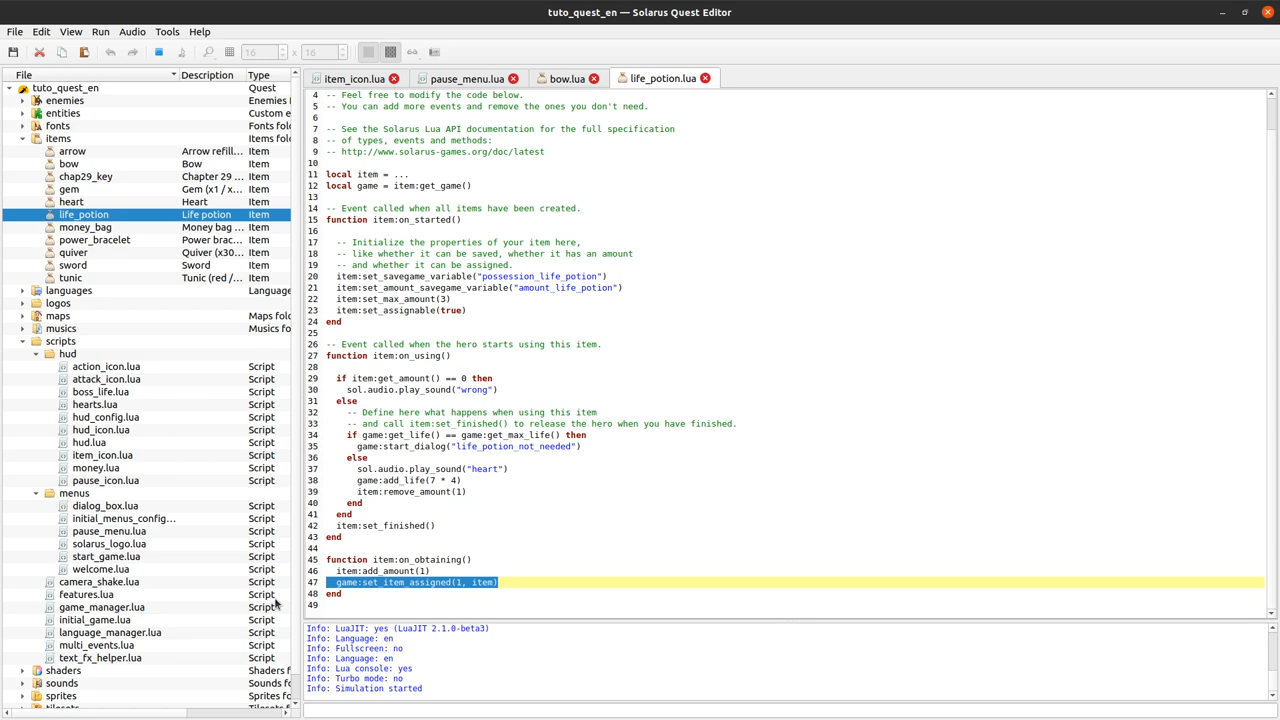 tuto_quest_en — Solarus Quest Editor
File Edit View Run Audio Tools Help
16 x 16
File Description Type
tuto_quest_en Quest
enemies Enemies
entities Custom e
fonts Fonts fol
items Items fol
arrow Arrow refill... Item
bow Bow Item
chap29_key Chapter 29 ... Item
gem Gem (x1 / x... Item
heart Heart Item
life_potion Life potion Item
money_bag Money bag ... Item
power_bracelet Power brac... Item
quiver Quiver (x30... Item
sword Sword Item
tunic Tunic (red /... Item
languages Language
logos
maps Maps fol
musics Musics fo
scripts
hud
action_icon.lua Script
attack_icon.lua Script
boss_life.lua Script
hearts.lua Script
hud_config.lua Script
hud_icon.lua Script
hud.lua Script
item_icon.lua Script
money.lua Script
pause_icon.lua Script
menus
dialog_box.lua Script
initial_menus_config... Script
pause_menu.lua Script
solarus_logo.lua Script
start_game.lua Script
welcome.lua Script
camera_shake.lua Script
features.lua Script
game_manager.lua Script
initial_game.lua Script
language_manager.lua Script
multi_events.lua Script
text_fx_helper.lua Script
shaders Shaders f
sounds Sounds fo
sprites Sprites fo
item_icon.lua pause_menu.lua bow.lua life_potion.lua
4 -- Feel free to modify the code below.
5 -- You can add more events and remove the ones you don't need.
6
7 -- See the Solarus Lua API documentation for the full specification
8 -- of types, events and methods:
9 -- http://www.solarus-games.org/doc/latest
10
11 local item = ...
12 local game = item:get_game()
13
14 -- Event called when all items have been created.
15 function item:on_started()
16
17 -- Initialize the properties of your item here,
18 -- like whether it can be saved, whether it has an amount
19 -- and whether it can be assigned.
20 item:set_savegame_variable("possession_life_potion")
21 item:set_amount_savegame_variable("amount_life_potion")
22 item:set_max_amount(3)
23 item:set_assignable(true)
24 end
25
26 -- Event called when the hero starts using this item.
27 function item:on_using()
28
29 if item:get_amount() == 0 then
30 sol.audio.play_sound("wrong")
31 else
32 -- Define here what happens when using this item
33 -- and call item:set_finished() to release the hero when you have finished.
34 if game:get_life() == game:get_max_life() then
35 game:start_dialog("life_potion_not_needed")
36 else
37 sol.audio.play_sound("heart")
38 game:add_life(7 * 4)
39 item:remove_amount(1)
40 end
41 end
42 item:set_finished()
43 end
44
45 function item:on_obtaining()
46 item:add_amount(1)
47 game:set_item_assigned(1, item)
48 end
49
Info: LuaJIT: yes (LuaJIT 2.1.0-beta3)
Info: Language: en
Info: Fullscreen: no
Info: Language: en
Info: Lua console: yes
Info: Turbo mode: no
Info: Simulation started